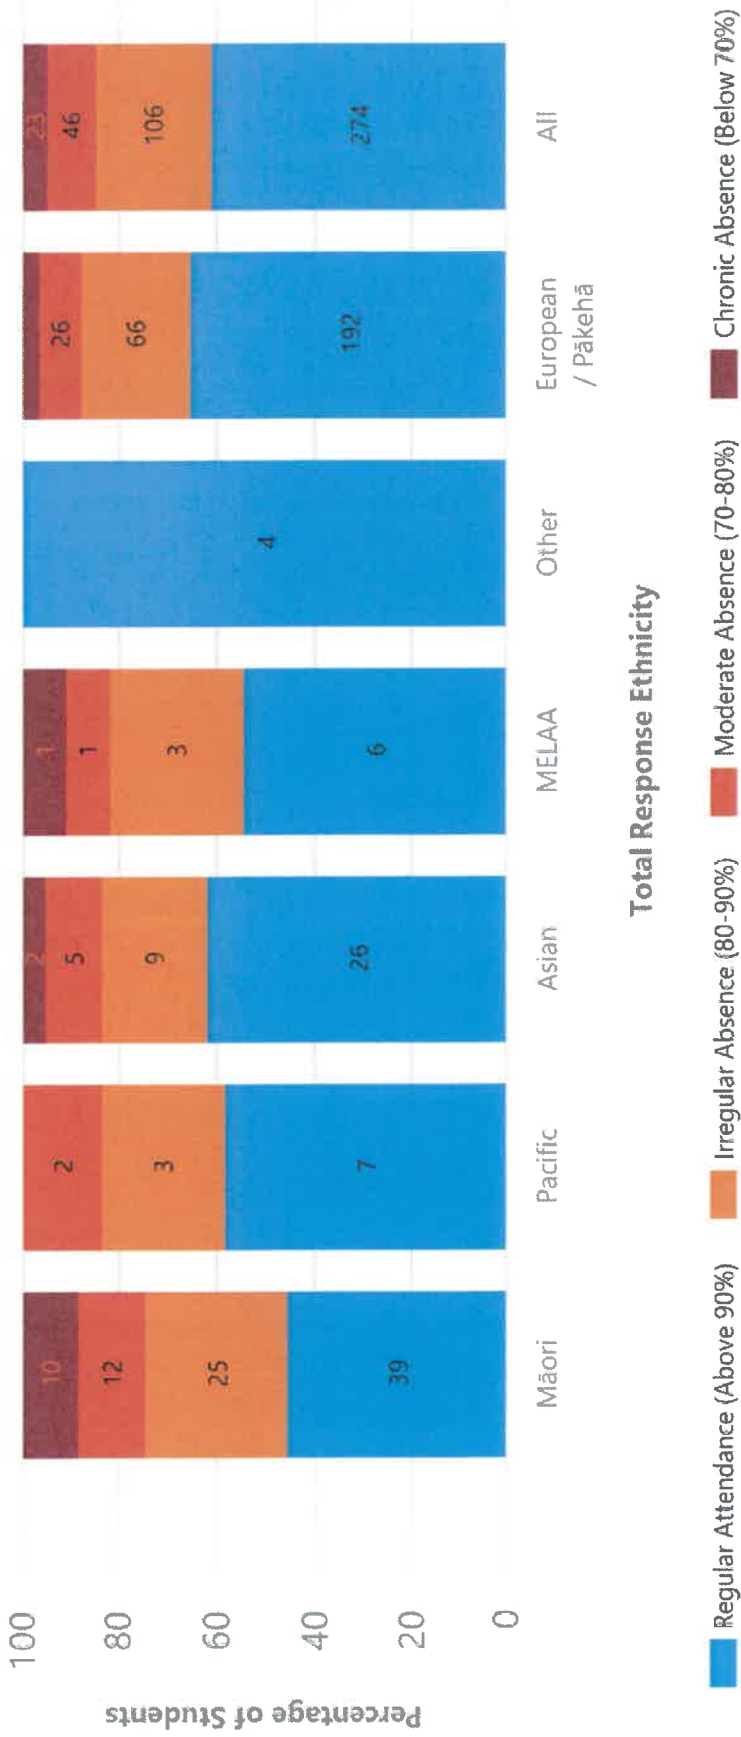 Percentage of Students
100
80
60
40
20
0
10
12
25
39
2
3
7
2
5
9
26
1
1
3
6
4
26
66
192
23
46
106
274
Māori
Pacific
Asian
MELAA
Other
European
/ Pākehā
All
Total Response Ethnicity
Regular Attendance (Above 90%)
Irregular Absence (80-90%)
Moderate Absence (70-80%)
Chronic Absence (Below 70%)